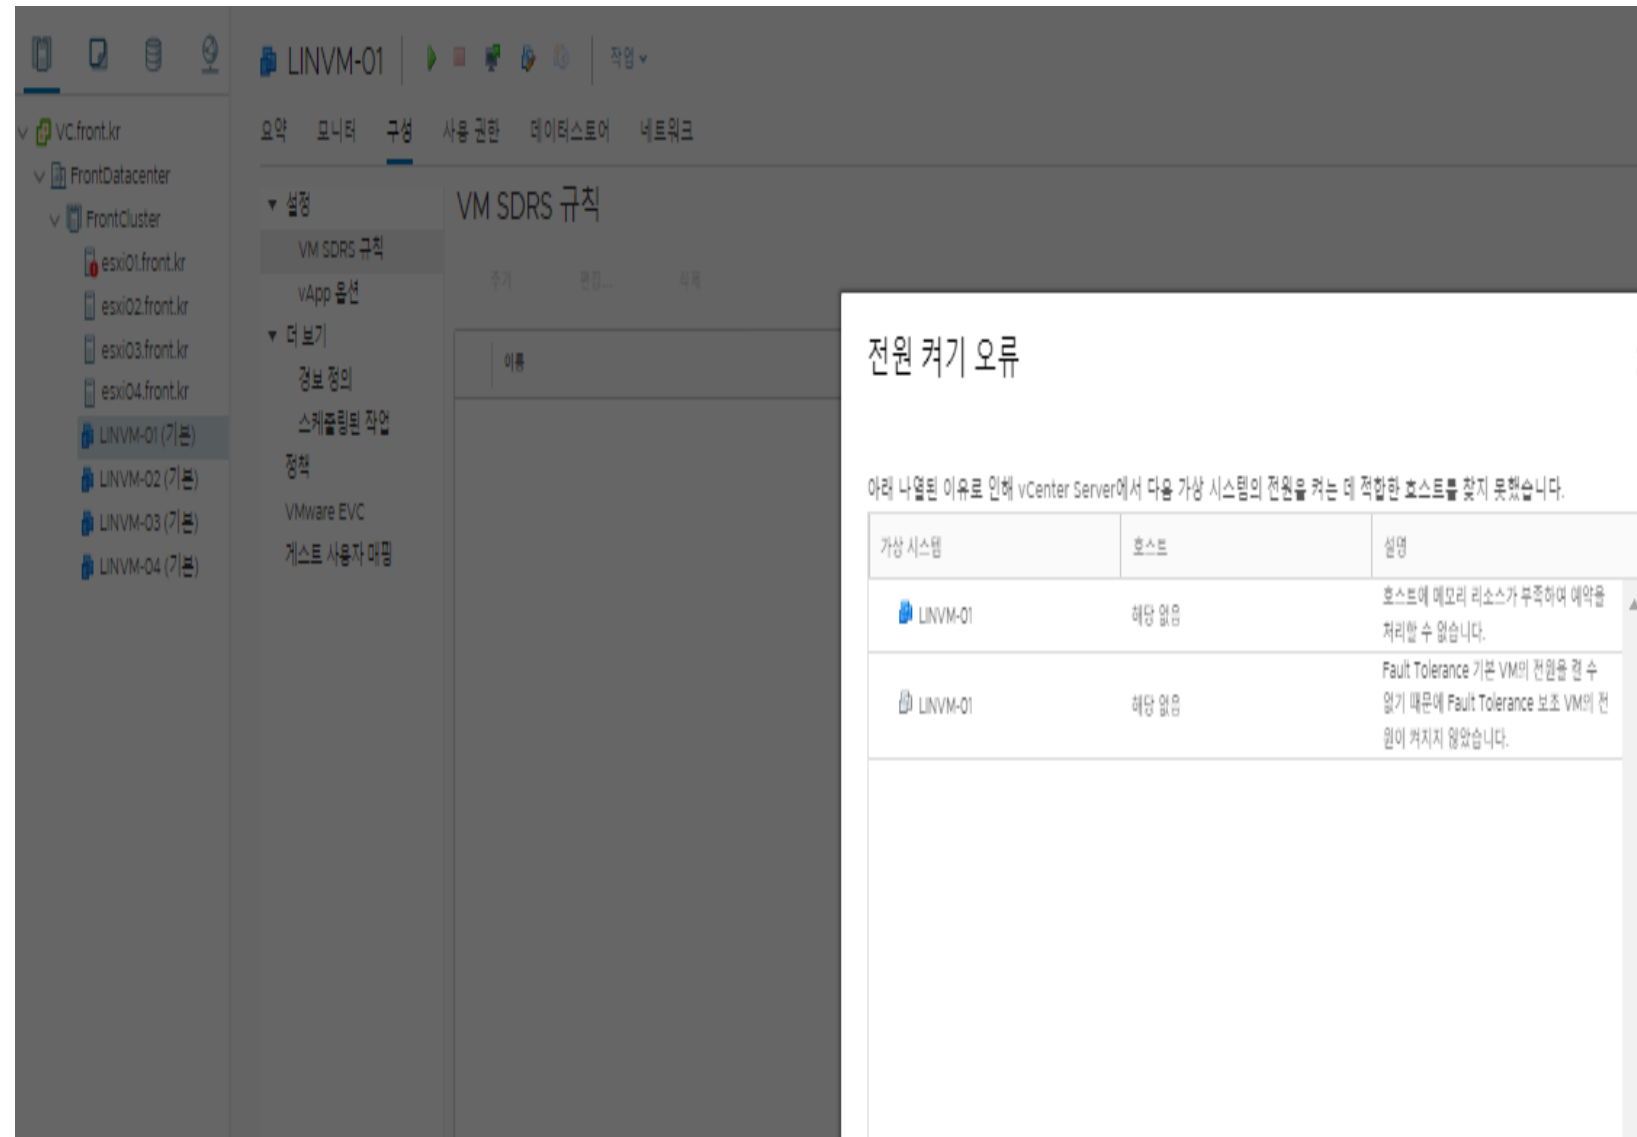 LINVM-01
작업
VC.front.kr
FrontDatacenter
FrontCluster
esxi01.front.kr
esxi02.front.kr
esxi03.front.kr
esxi04.front.kr
LINVM-01 (기본)
LINVM-02 (기본)
LINVM-03 (기본)
LINVM-04 (기본)
요약 모니터 구성 사용 권한 데이터스토어 네트워크
설정
VM SDRS 규칙
vApp 옵션
더 보기
경보 정의
스케줄링된 작업
정책
VMware EVC
게스트 사용자 매핑
VM SDRS 규칙
추가 편집... 삭제
이름
전원 켜기 오류
아래 나열된 이유로 인해 vCenter Server에서 다음 가상 시스템의 전원을 켜는 데 적합한 호스트를 찾지 못했습니다.
가상 시스템 호스트 설명
LINVM-01 해당 없음 호스트에 메모리 리소스가 부족하여 예약을
처리할 수 없습니다.
LINVM-01 해당 없음 Fault Tolerance 기본 VM의 전원을 켤 수
없기 때문에 Fault Tolerance 보조 VM의 전
원이 켜지지 않았습니다.